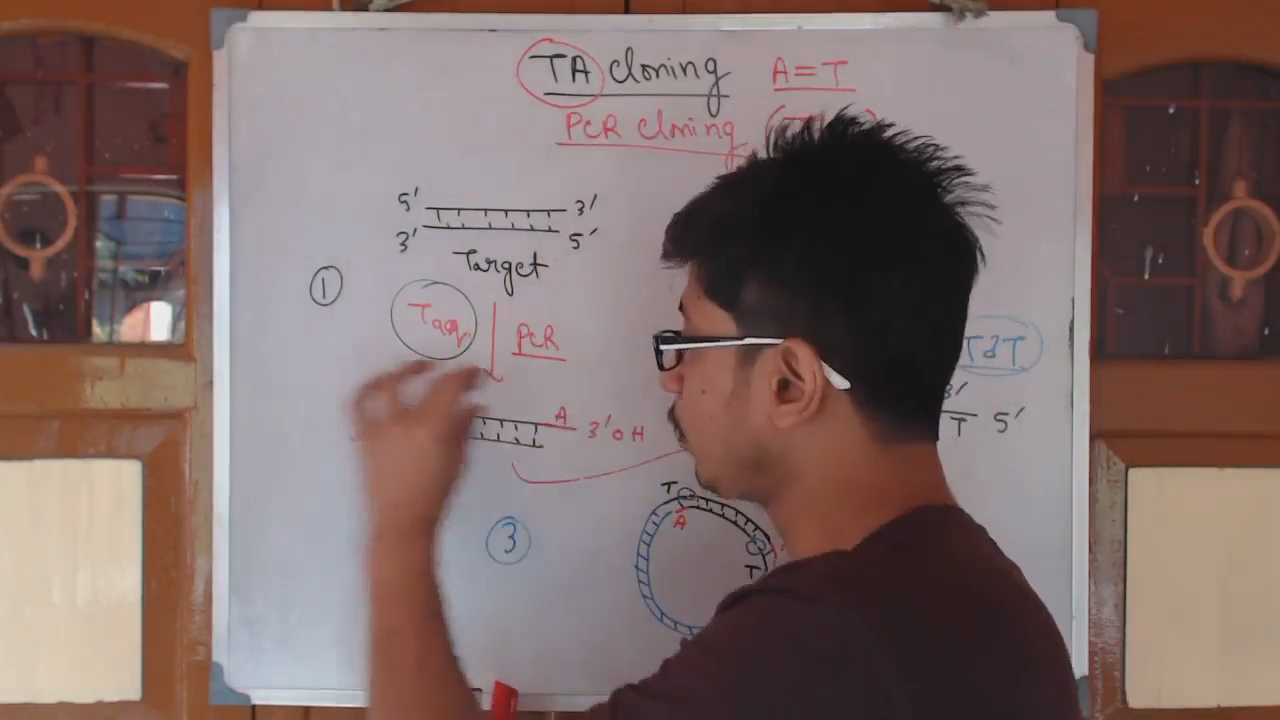 TA cloning A=T
PCR cloning
5' 3'
3' 5'
Target
①
Taq PCR
TdT
3'
A 3' OH
T 5'
T
A
③
T